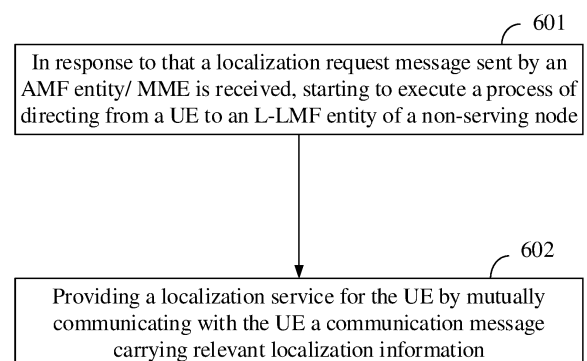 601
In response to that a localization request message sent by an
AMF entity/ MME is received, starting to execute a process of
directing from a UE to an L-LMF entity of a non-serving node
602
Providing a localization service for the UE by mutually
communicating with the UE a communication message
carrying relevant localization information